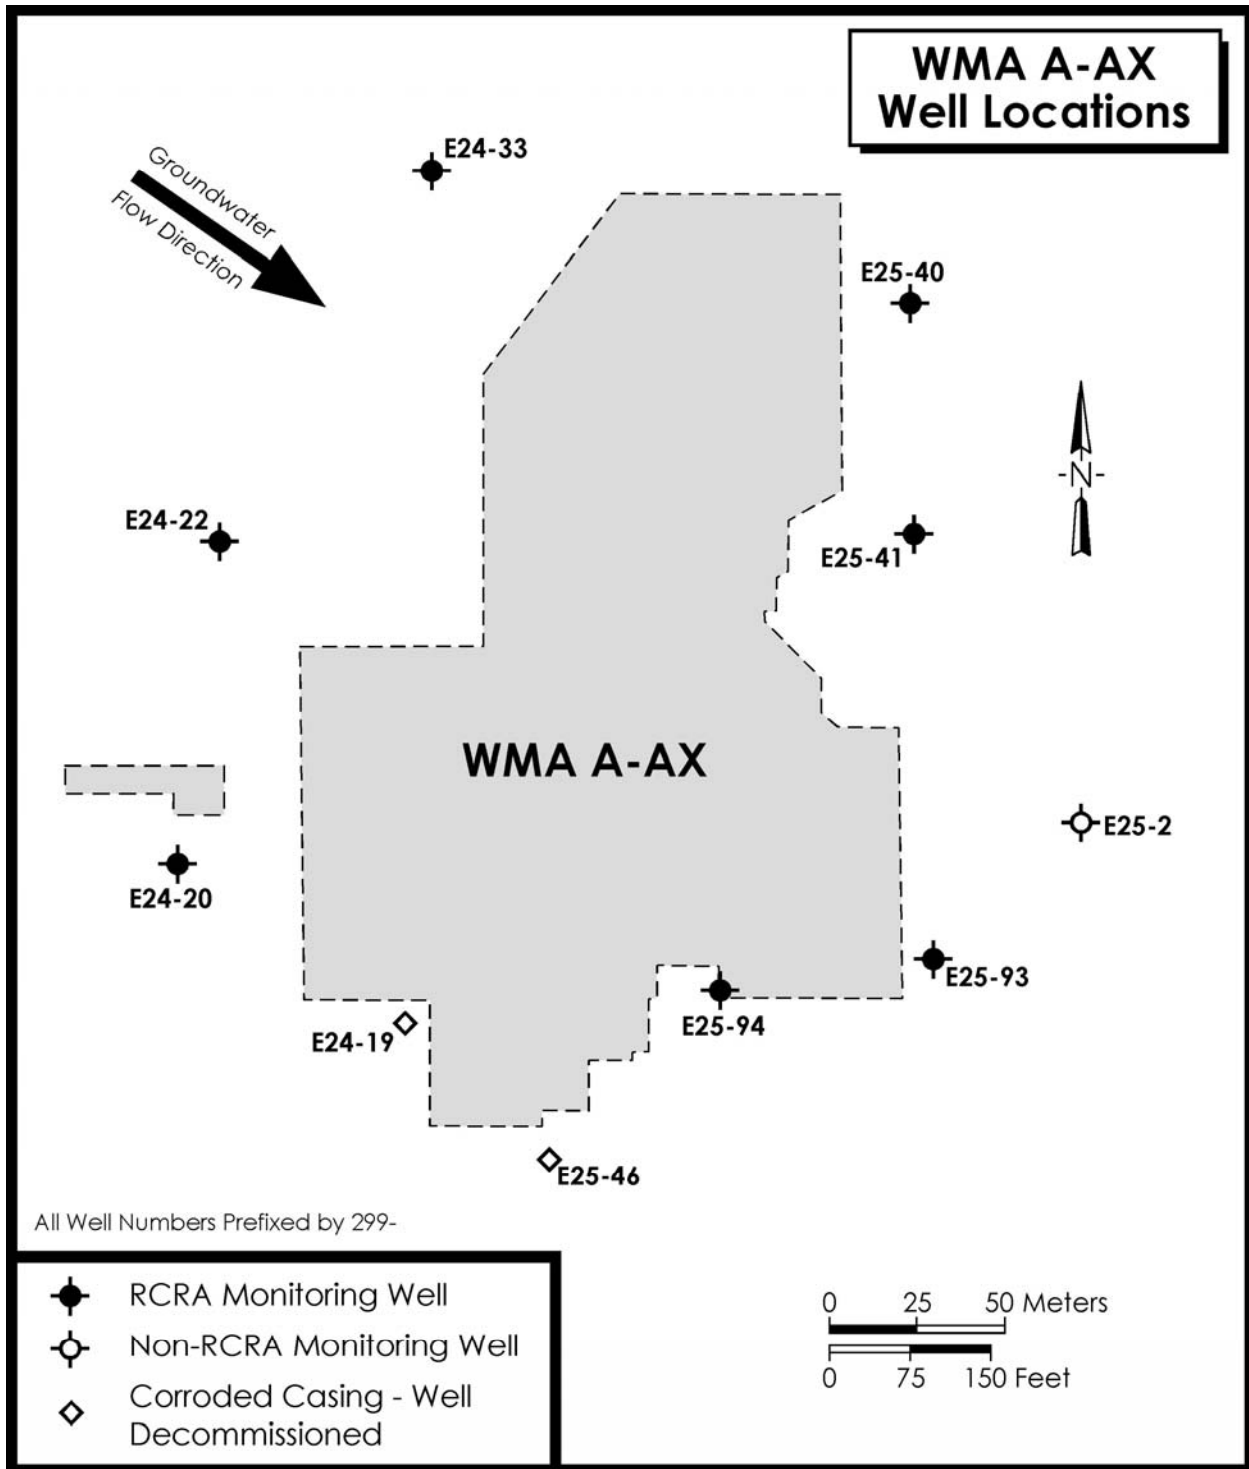 WMA A-AX
Well Locations
E24-33
Groundwater
Flow Direction
E25-40
-N-
E24-22
E25-41
WMA A-AX
E25-2
E24-20
E25-93
E25-94
E24-19
E25-46
All Well Numbers Prefixed by 299-
RCRA Monitoring Well
Non-RCRA Monitoring Well
Corroded Casing - Well
Decommissioned
0 25 50 Meters
0 75 150 Feet